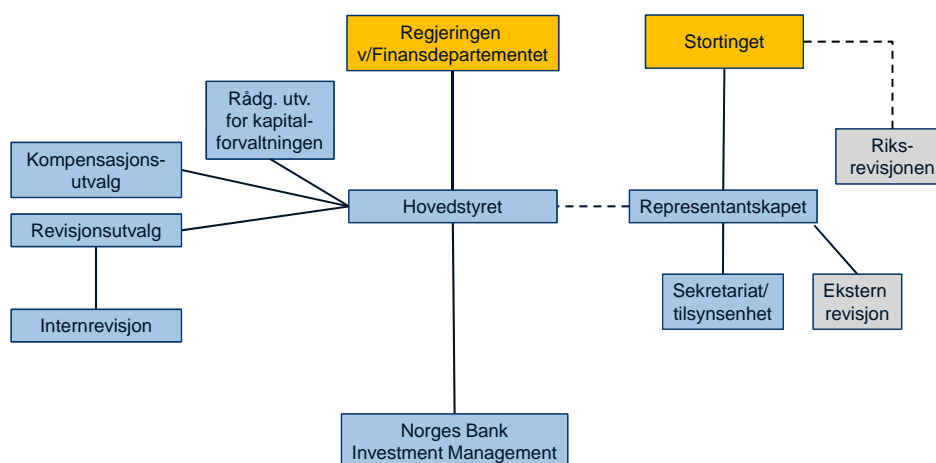 Regjeringen
v/Finansdepartementet
Stortinget
Rådg. utv.
for kapital-
forvaltningen
Kompensasjons-
utvalg
Riks-
revisjonen
Hovedstyret
Representantskapet
Revisjonsutvalg
Sekretariat/
tilsynsenhet
Ekstern
revisjon
Internrevisjon
Norges Bank
Investment Management